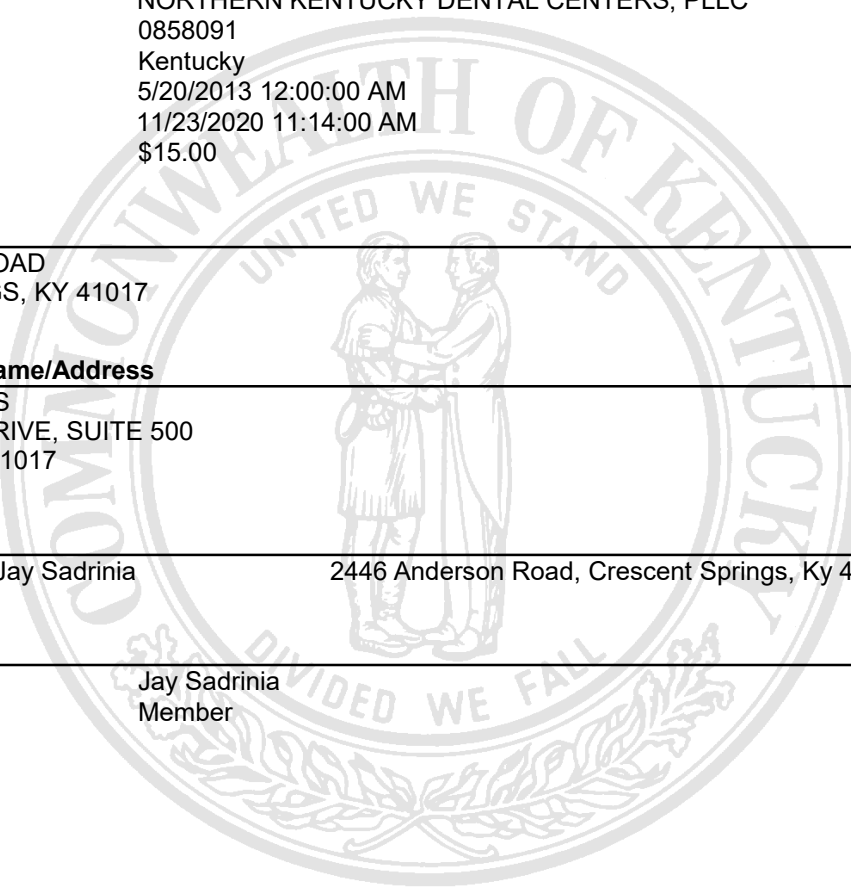 NORTHERN KENTUCKY DENTAL CENTERS, PLLC
0858091
Kentucky
5/20/2013 12:00:00 AM
11/23/2020 11:14:00 AM
$15.00
OAD
GS, KY 41017
ame/Address
S
RIVE, SUITE 500
1017
Jay Sadrinia 2446 Anderson Road, Crescent Springs, Ky 4
Jay Sadrinia
Member
COMMONWEALTH OF KENTUCKY
UNITED WE STAND
DIVIDED WE FALL